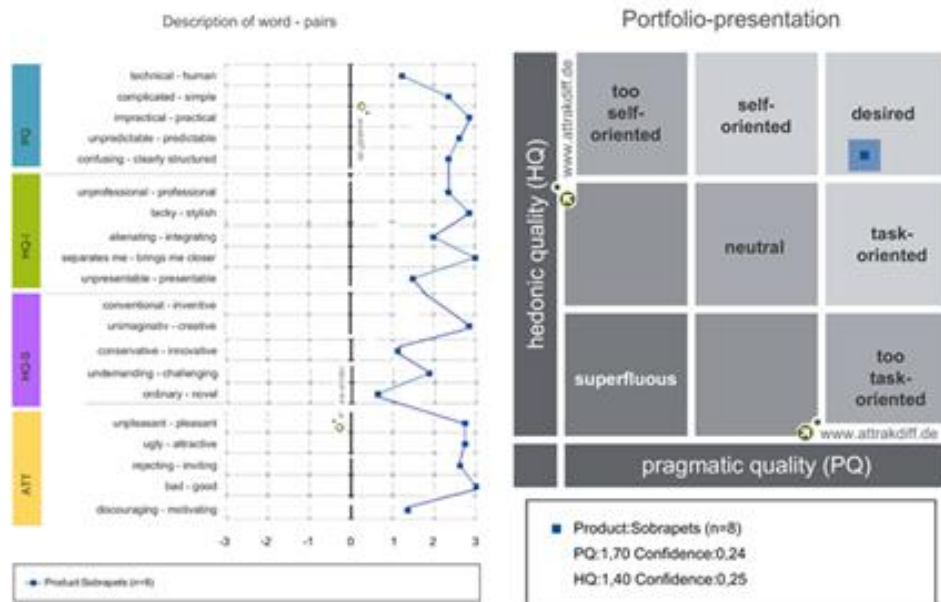 Description of word - pairs
PQ
technical - human
complicated - simple
impractical - practical
unpredictable - predictable
confusing - clearly structured
HQ-I
unprofessional - professional
tacky - stylish
alienating - integrating
separates me - brings me closer
unpresentable - presentable
HQ-S
conventional - inventive
unimaginativ - creative
conservative - innovative
undemanding - challenging
ordinary - novel
ATT
unpleasant - pleasant
ugly - attractive
rejecting - inviting
bad - good
discouraging - motivating
-3 -2 -1 0 1 2 3
Product:Sobrapets (n=8)
Portfolio-presentation
hedonic quality (HQ)
www.attrakdiff.de
too
self-
oriented
self-
oriented
desired
neutral
task-
oriented
superfluous
too
task-
oriented
www.attrakdiff.de
pragmatic quality (PQ)
Product:Sobrapets (n=8)
PQ:1,70 Confidence:0,24
HQ:1,40 Confidence:0,25